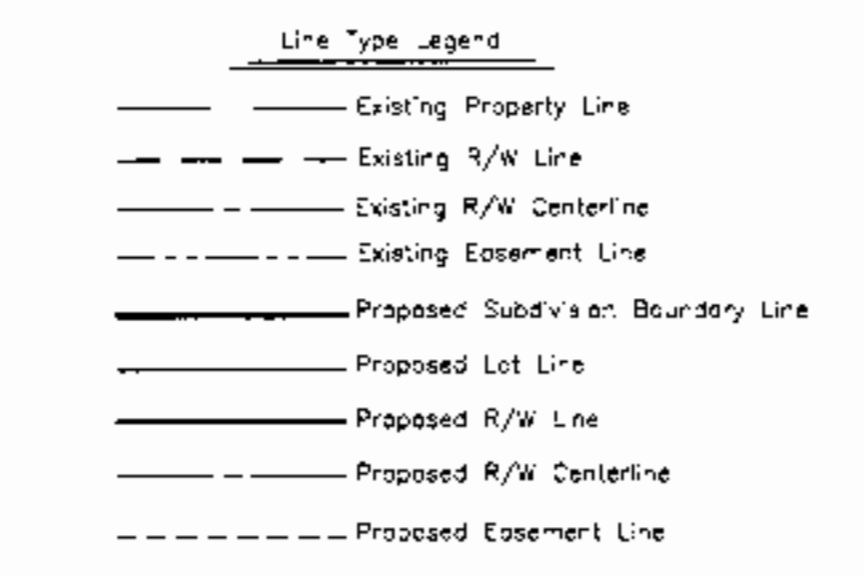 Line Type Legend
Existing Property Line
Existing R/W Line
Existing R/W Centerline
Existing Easement Line
Proposed Subdivision Boundary Line
Proposed Lot Line
Proposed R/W Line
Proposed R/W Centerline
Proposed Easement Line